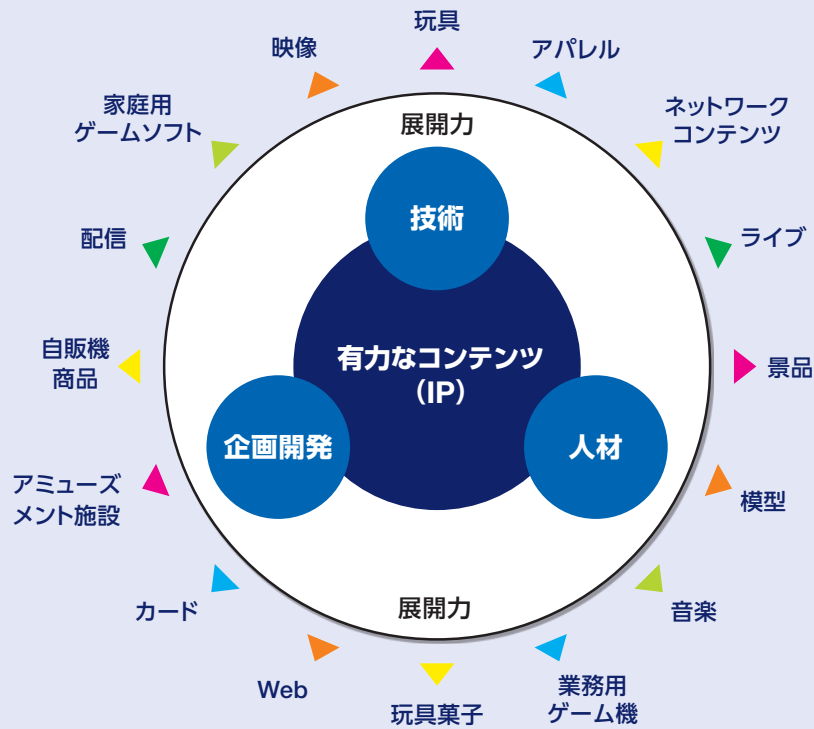 玩具
アパレル
ネットワーク
コンテンツ
ライブ
景品
模型
音楽
業務用
ゲーム機
玩具菓子
Web
カード
アミューズ
メント施設
自販機
商品
配信
家庭用
ゲームソフト
映像
展開力
技術
有力なコンテンツ
(IP)
企画開発
人材
展開力